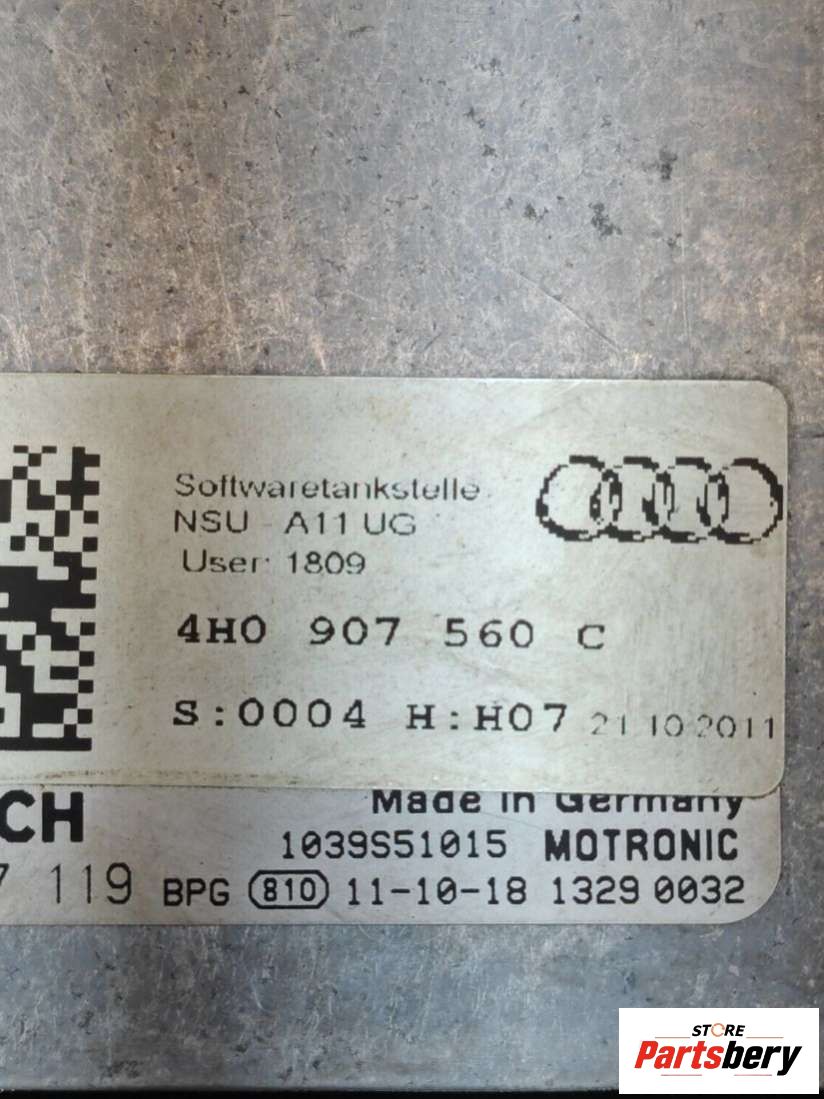 Softwaretankstelle
NSU - A11 UG
User: 1809
4H0 907 560 C
S:0004 H:H07 21.10.2011
CH Made in Germany
1039S51015 MOTRONIC
7 119 BPG 810 11-10-18 1329 0032
STORE
Partsbery